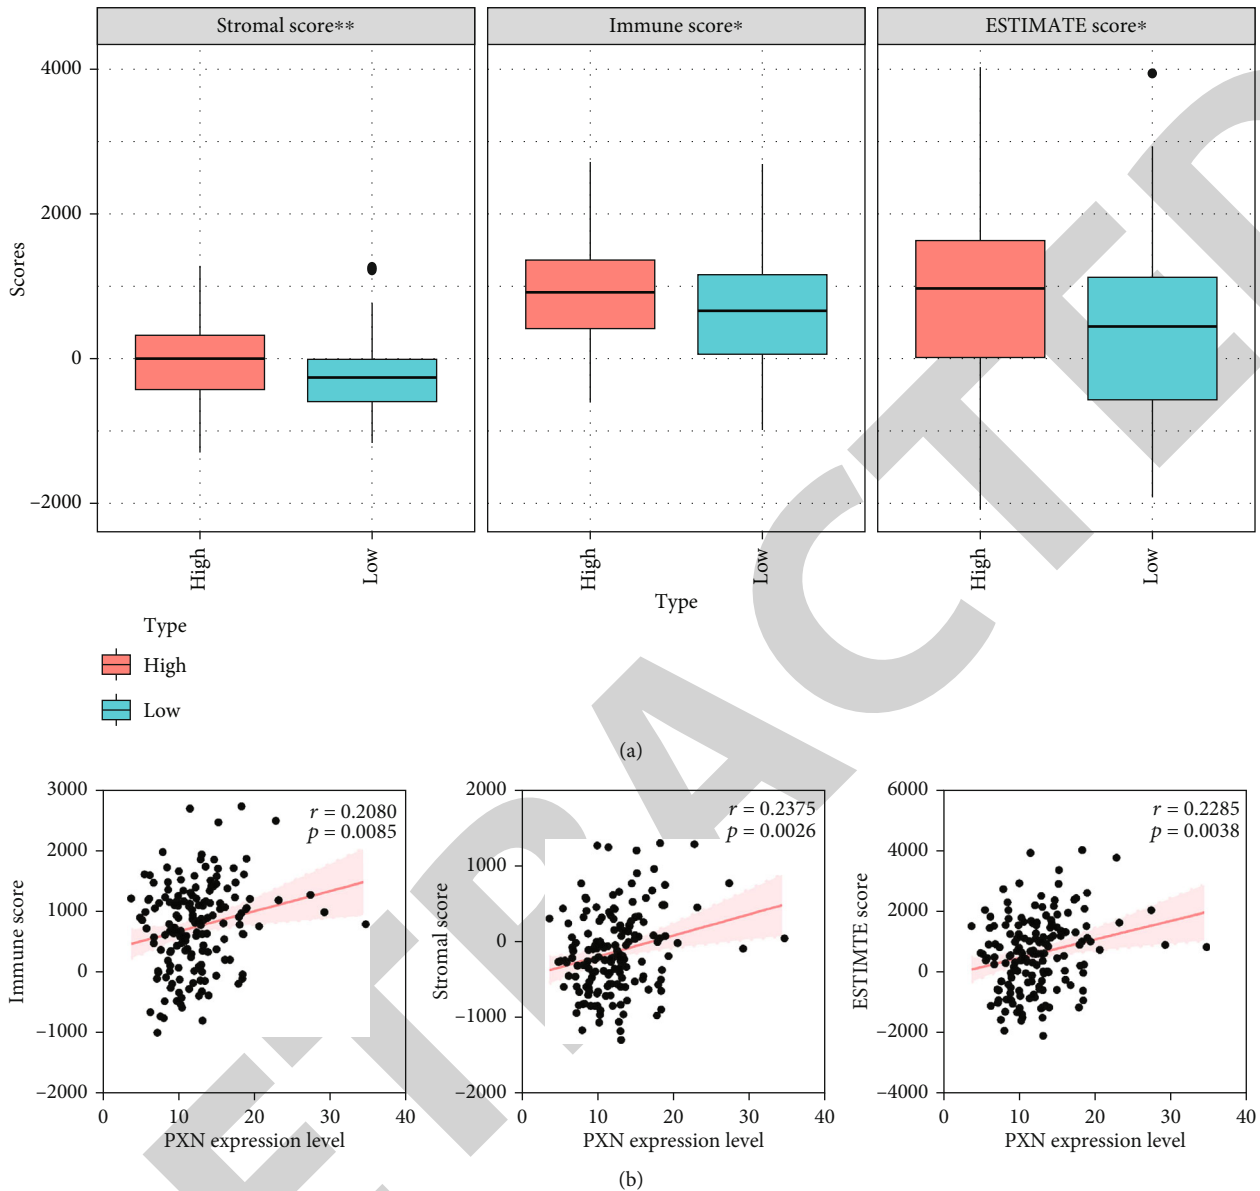 Stromal score**
Immune score*
ESTIMATE score*
4000
2000
0
−2000
Scores
High
Low
High
Low
High
Low
Type
Type
High
Low
(a)
3000
2000
1000
0
−1000
−2000
Immune score
r = 0.2080
p = 0.0085
0 10 20 30 40
PXN expression level
2000
1000
0
−1000
−2000
Stromal score
r = 0.2375
p = 0.0026
0 10 20 30 40
PXN expression level
6000
4000
2000
0
−2000
−4000
ESTIMTE score
r = 0.2285
p = 0.0038
0 10 20 30 40
PXN expression level
(b)
RETRACTED